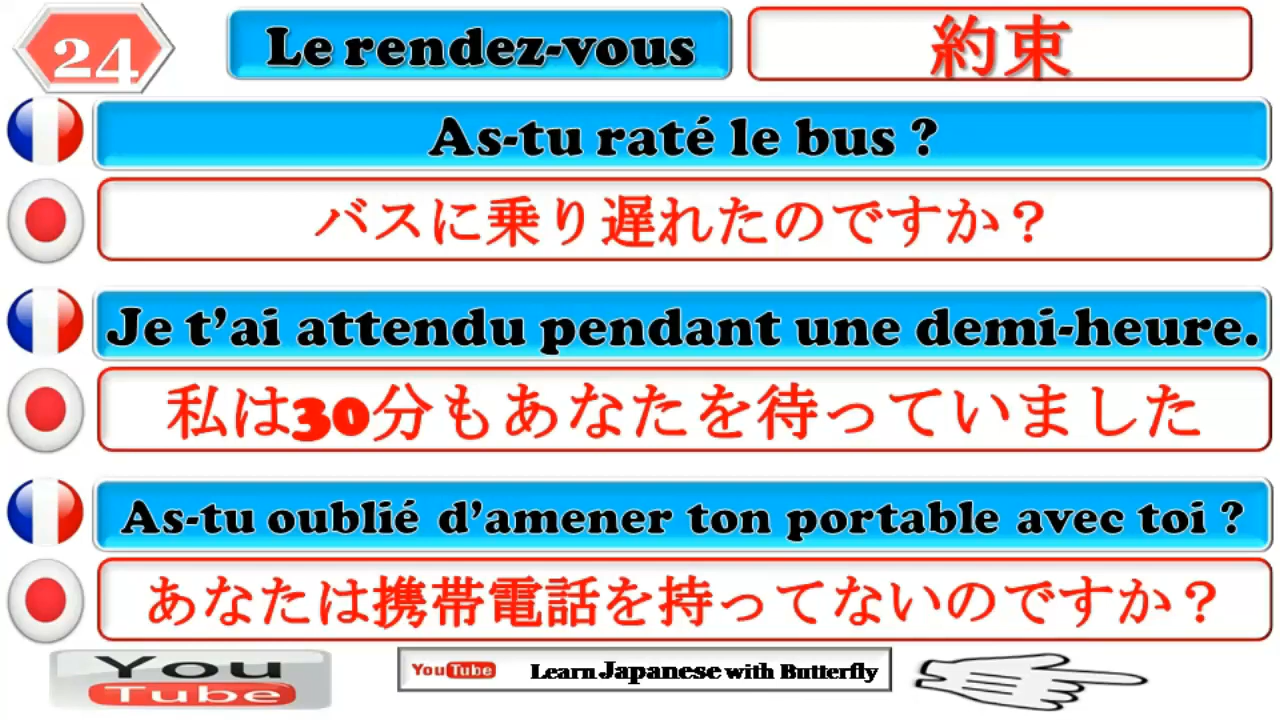 24
Le rendez-vous
約束
As-tu raté le bus ?
バスに乗り遅れたのですか？
Je t’ai attendu pendant une demi-heure.
私は30分もあなたを待っていました
As-tu oublié d’amener ton portable avec toi ?
あなたは携帯電話を持ってないのですか？
You
Tube
YouTube Learn Japanese with Butterfly